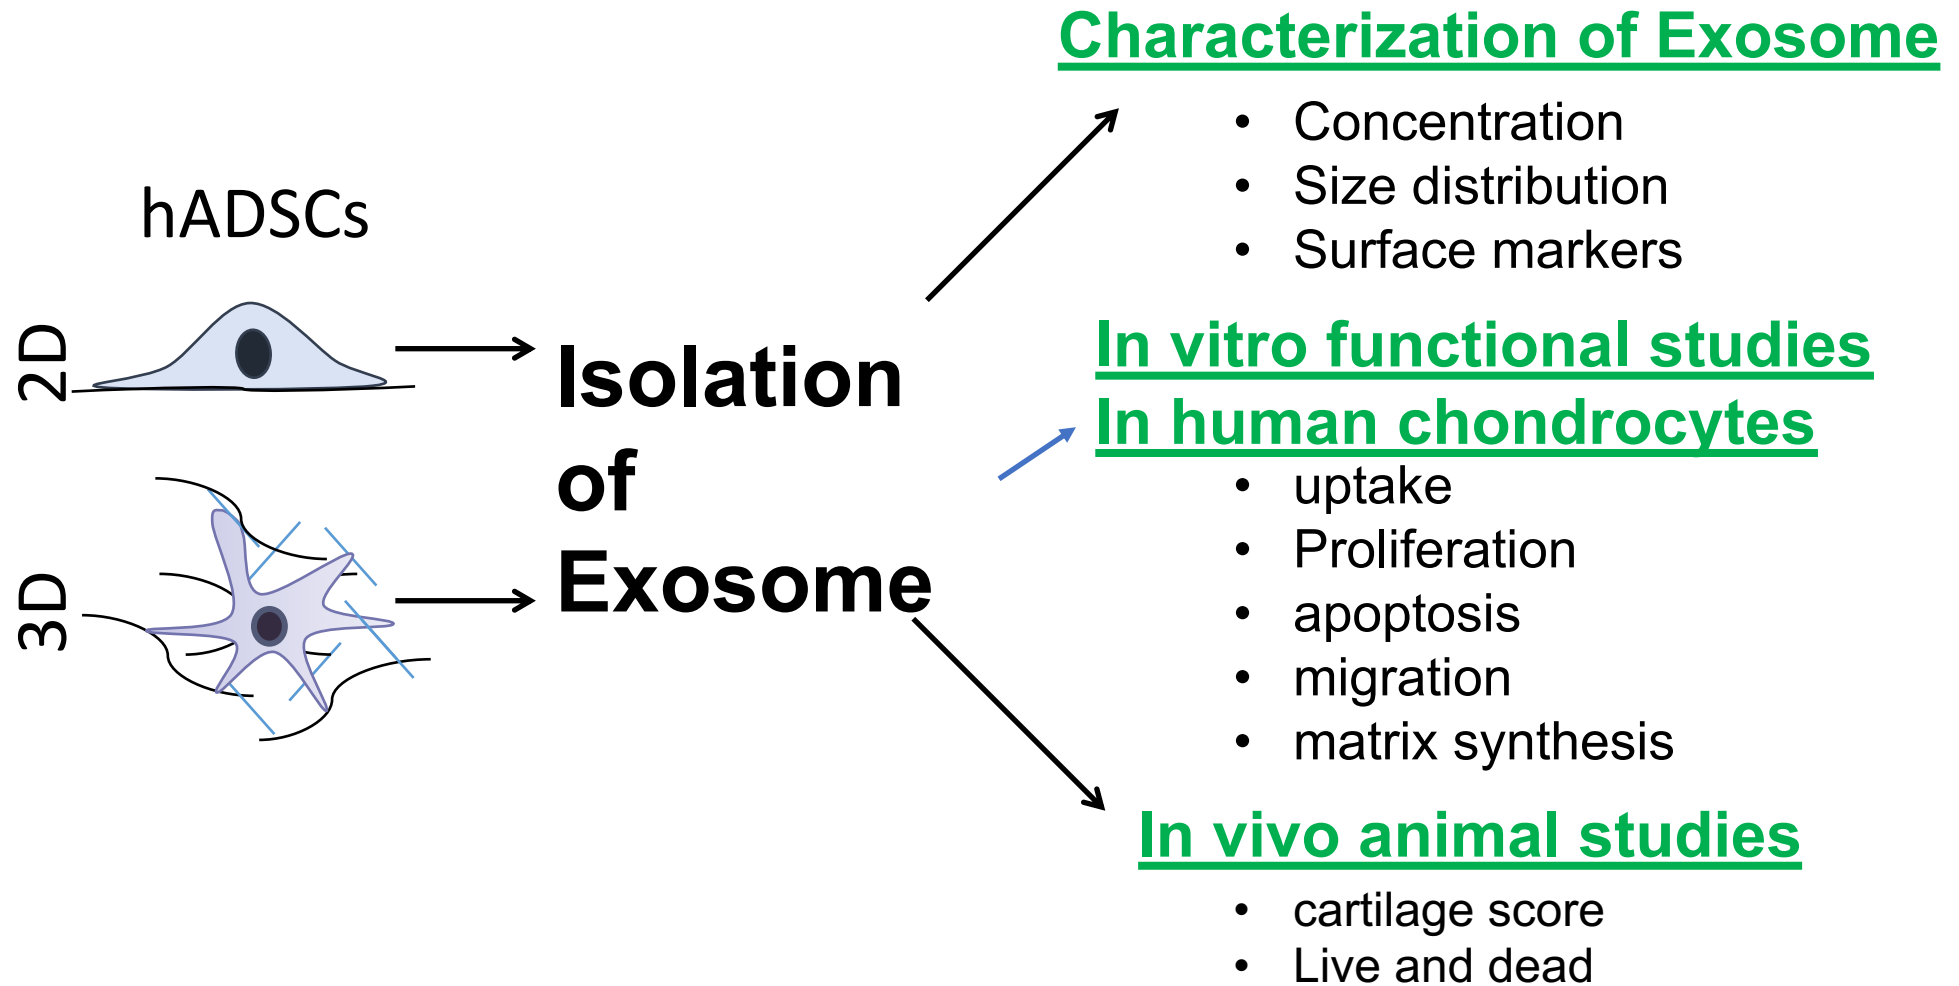 hADSCs
2D
3D
Isolation
of
Exosome
Characterization of Exosome
• Concentration
• Size distribution
• Surface markers
In vitro functional studies
In human chondrocytes
• uptake
• Proliferation
• apoptosis
• migration
• matrix synthesis
In vivo animal studies
• cartilage score
• Live and dead